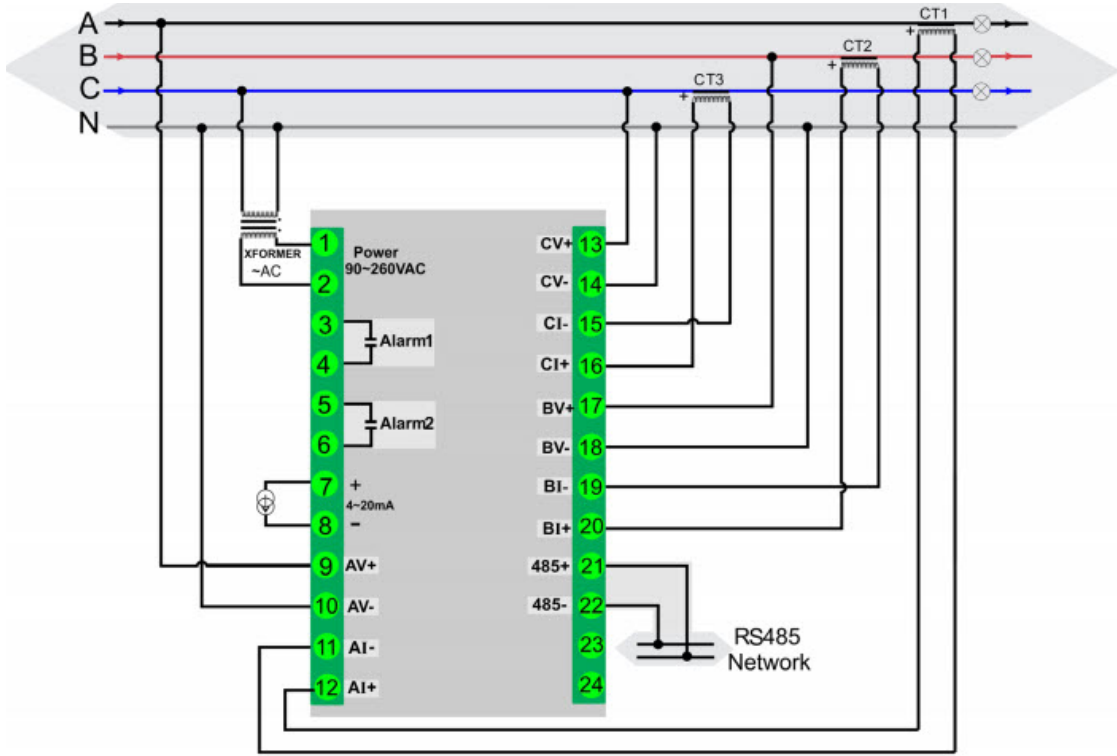 A
B
C
N
CT1
+
CT2
+
CT3
+
XFORMER
~AC
1
Power
90~260VAC
2
3
Alarm1
4
5
Alarm2
6
7
+
4~20mA
8
-
9
AV+
10
AV-
11
AI-
12
AI+
CV+
13
CV-
14
CI-
15
CI+
16
BV+
17
BV-
18
BI-
19
BI+
20
485+
21
485-
22
23
24
RS485
Network